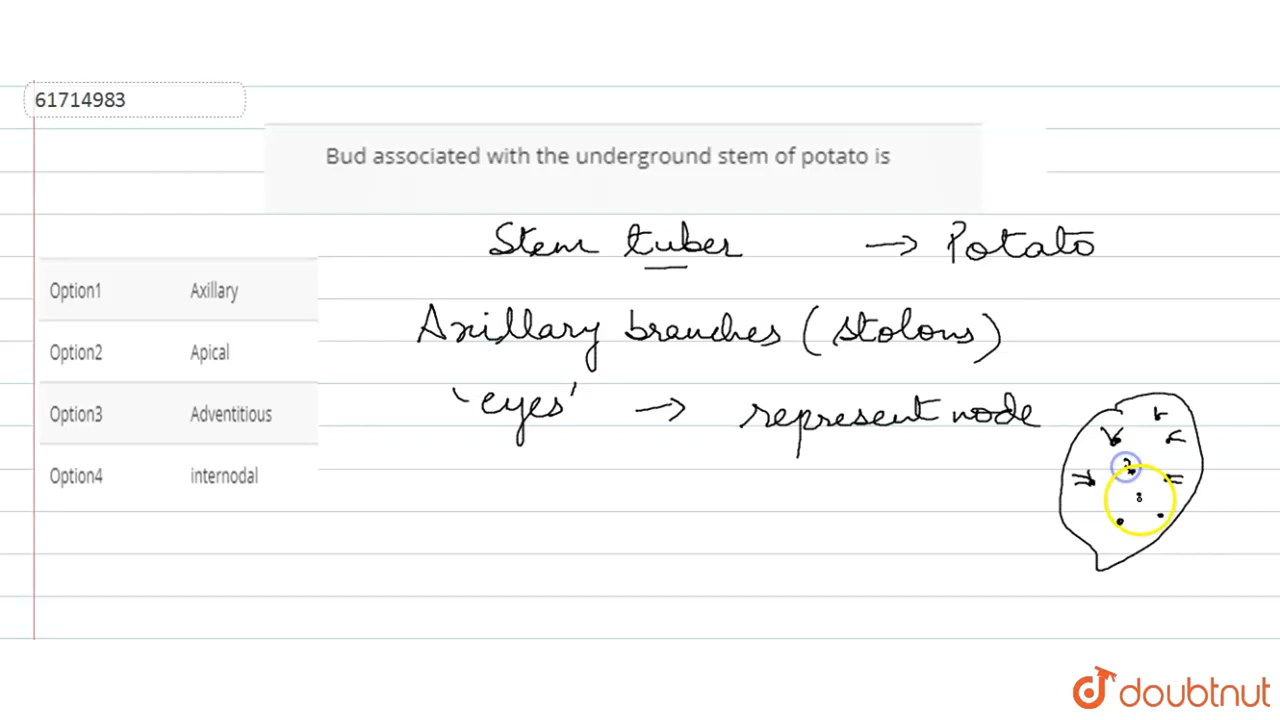 61714983
Bud associated with the underground stem of potato is
Stem tuber → Potato
Option1 Axillary
Axillary branches (stolons)
Option2 Apical
'eyes' → represent node
Option3 Adventitious
Option4 internodal
doubtnut